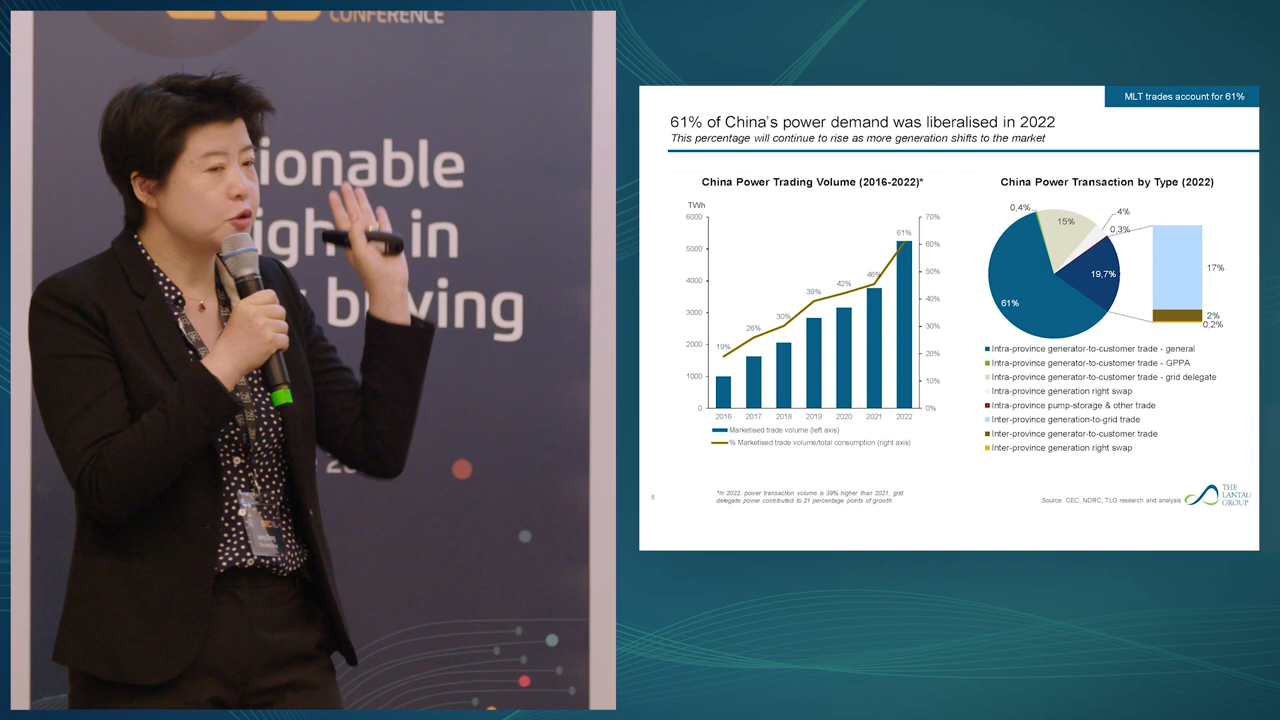 CONFERENCE
ionable
in
buying
MLT trades account for 61%
61% of China's power demand was liberalised in 2022
This percentage will continue to rise as more generation shifts to the market
China Power Trading Volume (2016-2022)*
TWh
6000
5000
4000
3000
2000
1000
0
70%
60%
50%
40%
30%
20%
10%
0%
19%
26%
30%
39%
42%
46%
61%
2016 2017 2018 2019 2020 2021 2022
Marketised trade volume (left axis)
% Marketised trade volume/total consumption (right axis)
*In 2022, power transaction volume is 39% higher than 2021, grid
delegate power contributed to 21 percentage points of growth.
China Power Transaction by Type (2022)
0,4%
15%
4%
0,3%
19,7%
61%
17%
2%
0,2%
Intra-province generator-to-customer trade - general
Intra-province generator-to-customer trade - GPPA
Intra-province generator-to-customer trade - grid delegate
Intra-province generation right swap
Intra-province pump-storage & other trade
Inter-province generation-to-grid trade
Inter-province generator-to-customer trade
Inter-province generation right swap
5
Source: CEC, NDRC, TLG research and analysis
THE
LANTAU
GROUP